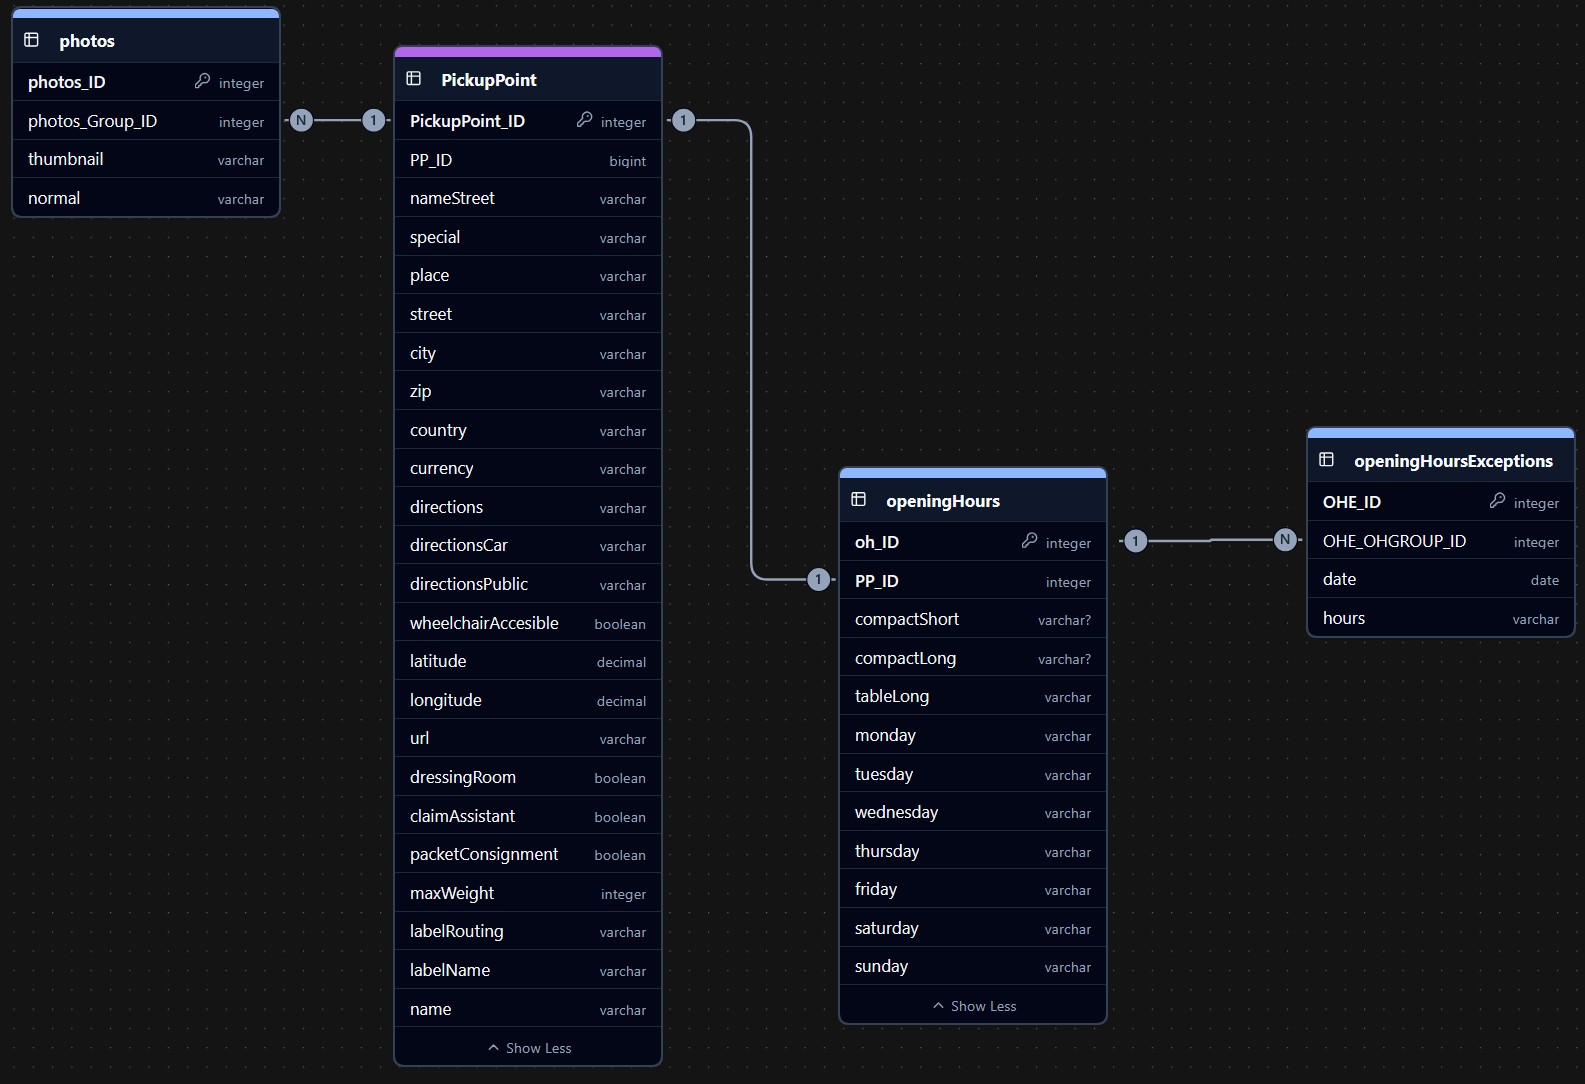 photos
photos_ID integer
photos_Group_ID integer
thumbnail varchar
normal varchar
N 1
PickupPoint
PickupPoint_ID integer
PP_ID bigint
nameStreet varchar
special varchar
place varchar
street varchar
city varchar
zip varchar
country varchar
currency varchar
directions varchar
directionsCar varchar
directionsPublic varchar
wheelchairAccesible boolean
latitude decimal
longitude decimal
url varchar
dressingRoom boolean
claimAssistant boolean
packetConsignment boolean
maxWeight integer
labelRouting varchar
labelName varchar
name varchar
Show Less
1
1
openingHours
oh_ID integer
PP_ID integer
compactShort varchar?
compactLong varchar?
tableLong varchar
monday varchar
tuesday varchar
wednesday varchar
thursday varchar
friday varchar
saturday varchar
sunday varchar
Show Less
1 N
openingHoursExceptions
OHE_ID integer
OHE_OHGROUP_ID integer
date date
hours varchar